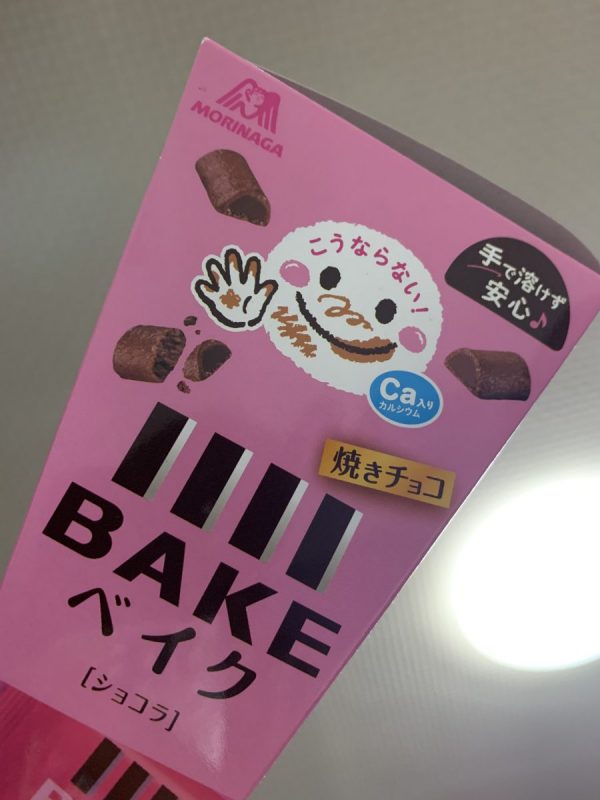 MORINAGA
こうならない!
手で溶けず
安心♪
Ca入り
カルシウム
焼きチョコ
BAKE
ベイク
[ショコラ]